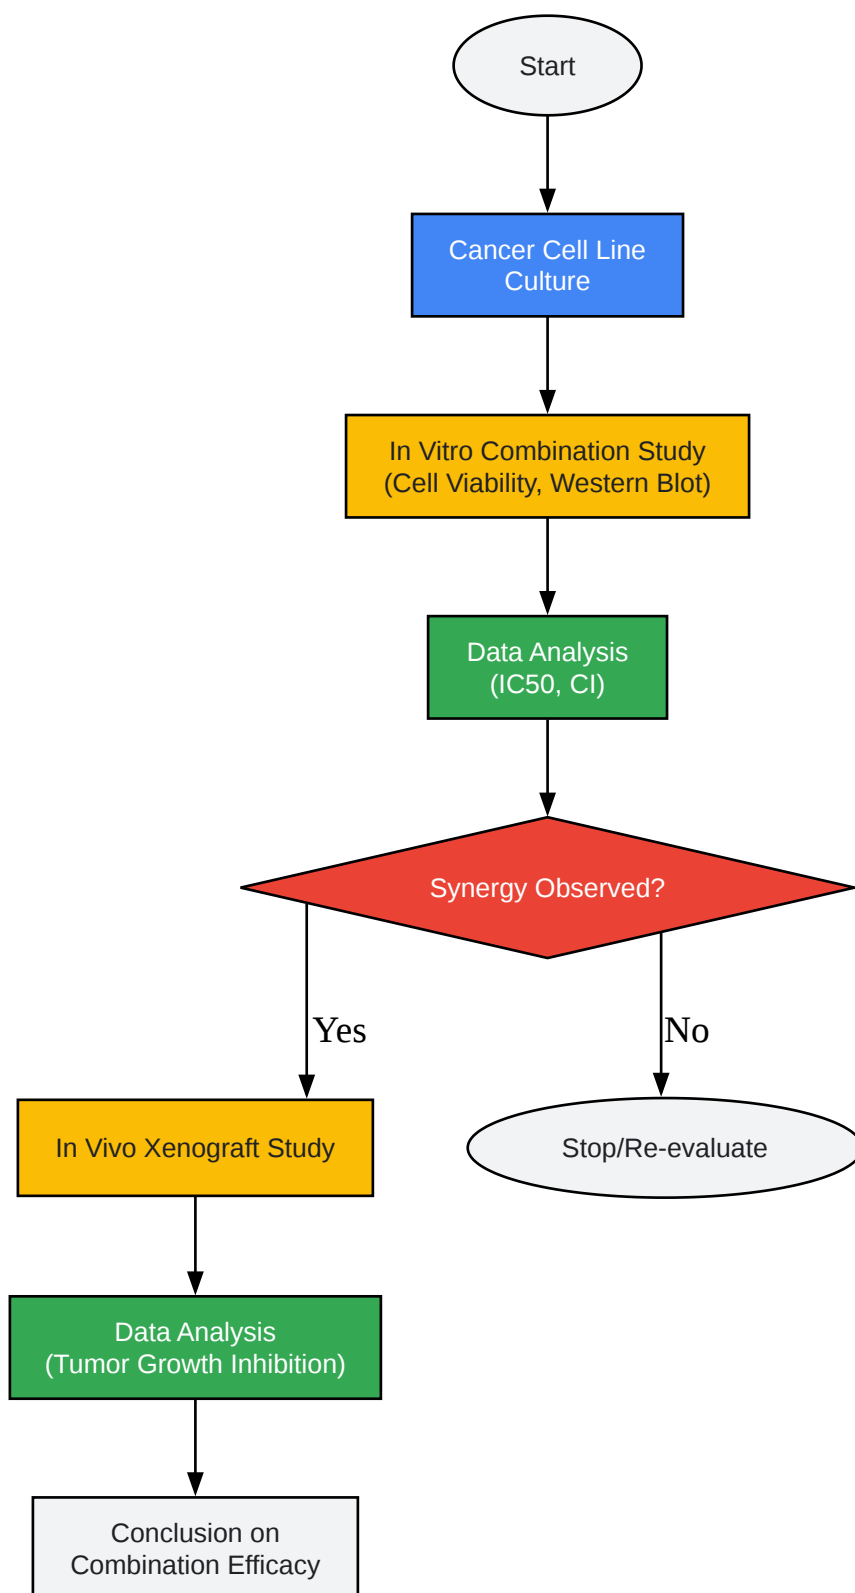 Start
Cancer Cell Line
Culture
In Vitro Combination Study
(Cell Viability, Western Blot)
Data Analysis
(IC50, CI)
Synergy Observed?
Yes
No
In Vivo Xenograft Study
Stop/Re-evaluate
Data Analysis
(Tumor Growth Inhibition)
Conclusion on
Combination Efficacy